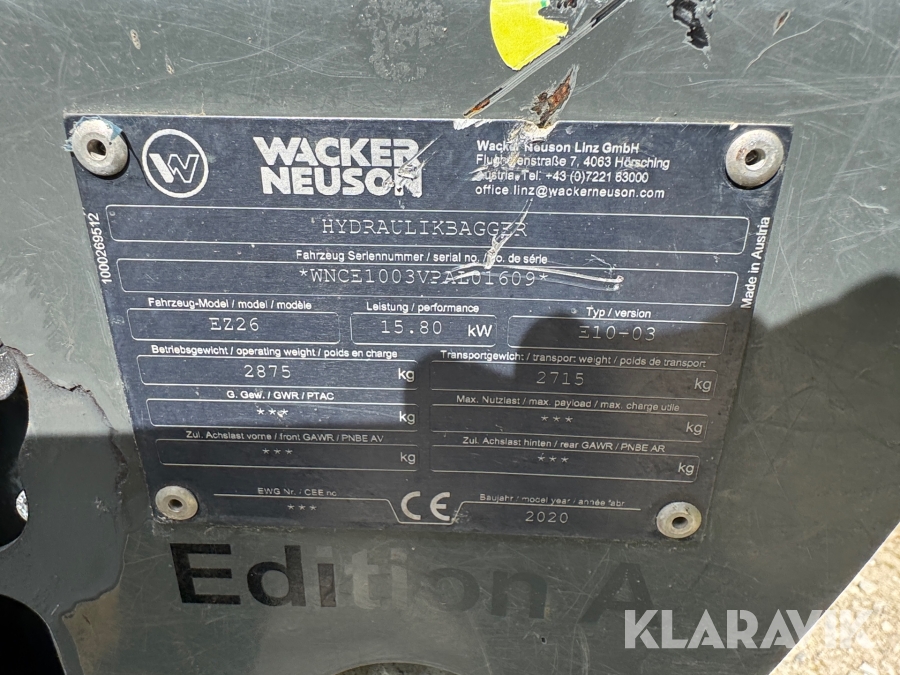 WACKER
NEUSON
Wacker Neuson Linz GmbH
Flughafenstraße 7, 4063 Hörsching
Austria, Tel: +43 (0)7221 63000
office.linz@wackerneuson.com
1000269512
HYDRAULIKBAGGER
Fahrzeug Seriennummer / serial no. /no. de série
*WNCE1003VPAL01609*
Made in Austria
Fahrzeug-Model / model / modèle
Leistung / performance
Typ / version
EZ26
15.80 kW
E10-03
Betriebsgewicht / operating weight / poids en charge
Transportgewicht / transport weight / poids de transport
2875 kg
2715 kg
G. Gew. / GWR / PTAC
Max. Nutzlast / max. payload / max. charge utile
*** kg
*** kg
Zul. Achslast vorne / front GAWR / PNBE AV
Zul. Achslast hinten / rear GAWR / PNBE AR
*** kg
*** kg
EWG Nr. / CEE no.
CE
Baujahr / model year / année fabr.
***
2020
Edition A
KLARAVIK